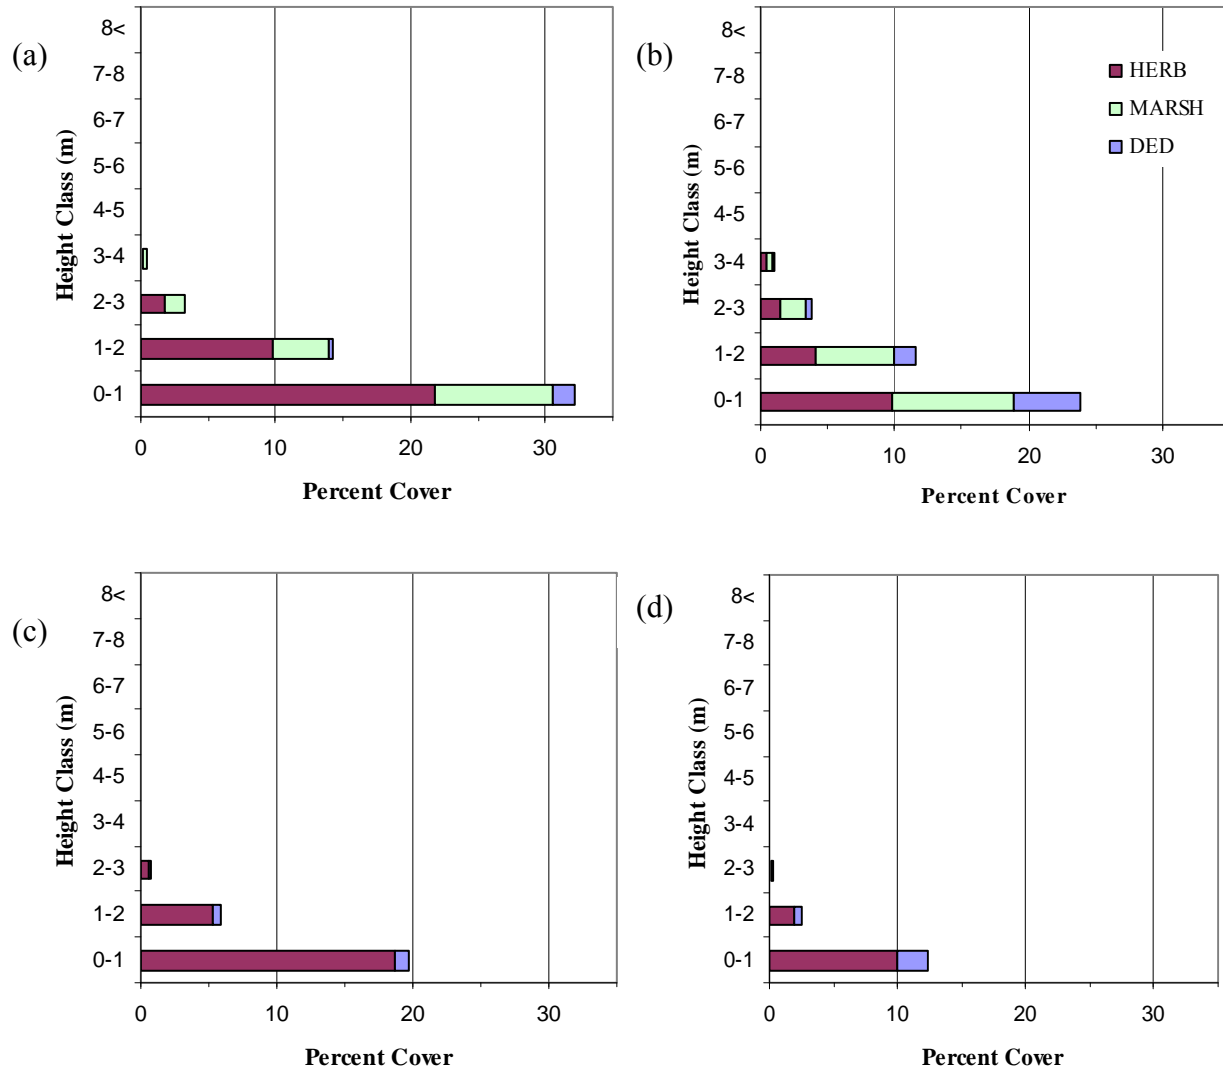 (a)
Height Class (m)
8<
7-8
6-7
5-6
4-5
3-4
2-3
1-2
0-1
0 10 20 30
Percent Cover
(b)
Height Class (m)
8<
7-8
6-7
5-6
4-5
3-4
2-3
1-2
0-1
0 10 20 30
Percent Cover
HERB
MARSH
DED
(c)
Height Class (m)
8<
7-8
6-7
5-6
4-5
3-4
2-3
1-2
0-1
0 10 20 30
Percent Cover
(d)
Height Class (m)
8<
7-8
6-7
5-6
4-5
3-4
2-3
1-2
0-1
0 10 20 30
Percent Cover